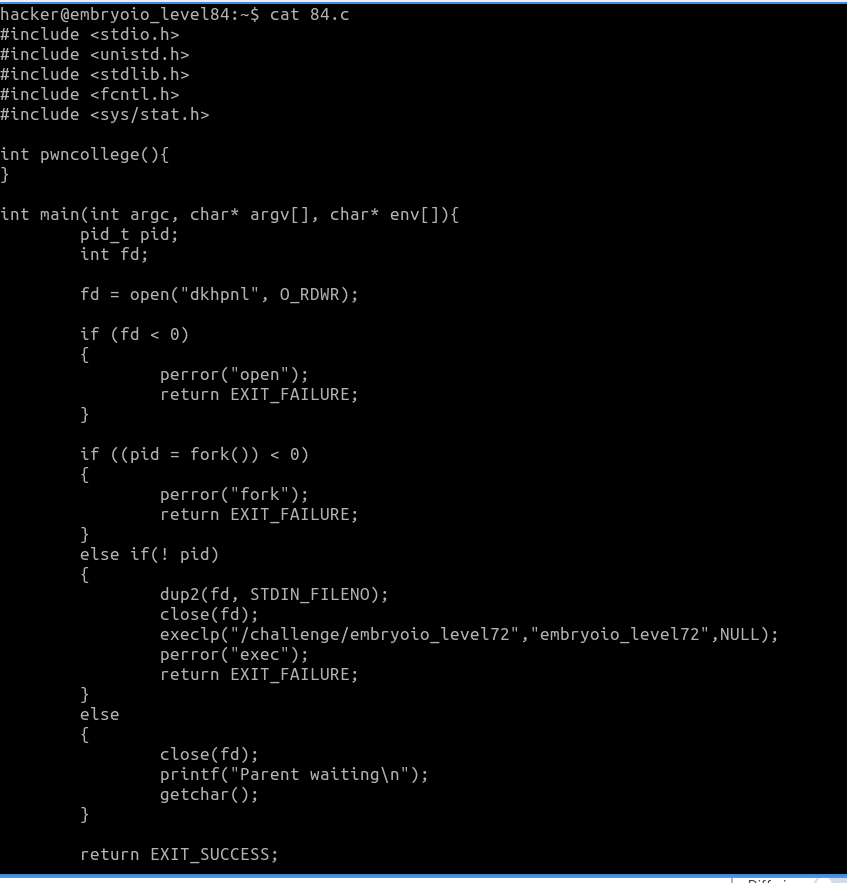 hacker@embryoio_level84:~$ cat 84.c
#include <stdio.h>
#include <unistd.h>
#include <stdlib.h>
#include <fcntl.h>
#include <sys/stat.h>

int pwncollege(){
}

int main(int argc, char* argv[], char* env[]){
        pid_t pid;
        int fd;

        fd = open("dkhpnl", O_RDWR);

        if (fd < 0)
        {
                perror("open");
                return EXIT_FAILURE;
        }

        if ((pid = fork()) < 0)
        {
                perror("fork");
                return EXIT_FAILURE;
        }
        else if(! pid)
        {
                dup2(fd, STDIN_FILENO);
                close(fd);
                execlp("/challenge/embryoio_level72","embryoio_level72",NULL);
                perror("exec");
                return EXIT_FAILURE;
        }
        else
        {
                close(fd);
                printf("Parent waiting\n");
                getchar();
        }

        return EXIT_SUCCESS;